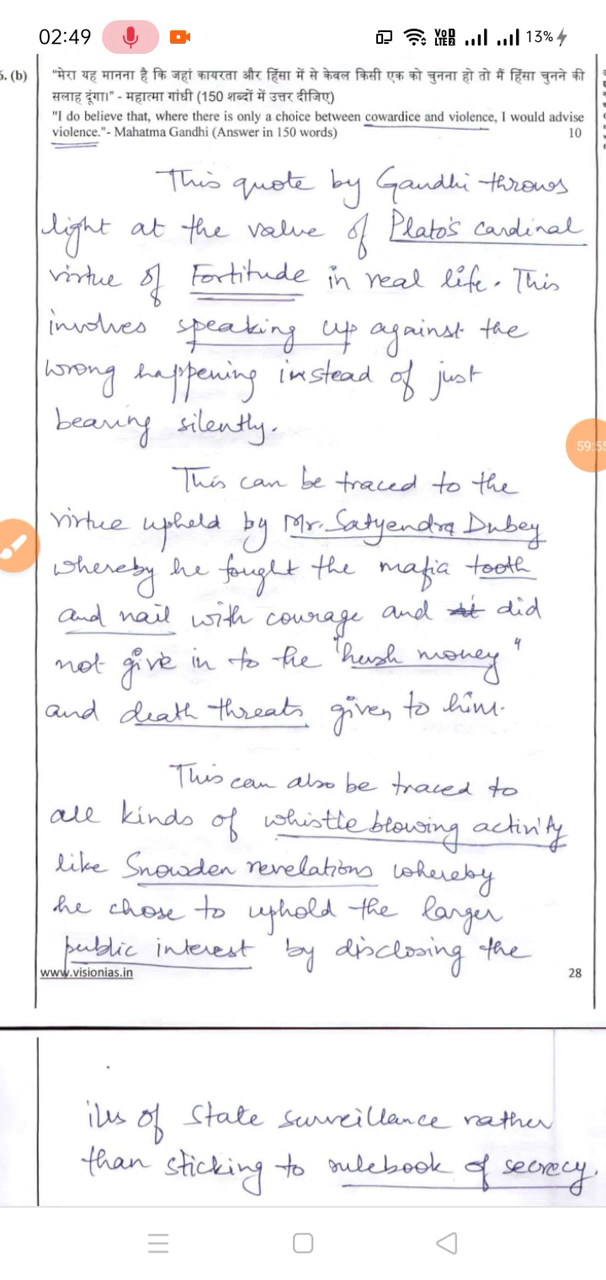 02:49
VoD LTE2
13%
5. (b) "मेरा यह मानना है कि जहां कायरता और हिंसा में से केवल किसी एक को चुनना हो तो मैं हिंसा चुनने की
सलाह दूंगा।" - महात्मा गांधी (150 शब्दों में उत्तर दीजिए)
"I do believe that, where there is only a choice between cowardice and violence, I would advise
violence."- Mahatma Gandhi (Answer in 150 words) 10
This quote by Gandhi throws
light at the value of Plato's cardinal
virtue of Fortitude in real life. This
involves speaking up against the
wrong happening instead of just
bearing silently.
59:55
This can be traced to the
virtue upheld by Mr. Satyendra Dubey
whereby he fought the mafia tooth
and nail with courage and did
not give in to the "hush money"
and death threats given to him.
This can also be traced to
all kinds of whistle blowing activity
like Snowden revelations whereby
he chose to uphold the larger
public interest by disclosing the
www.visionias.in 28
ills of State surveillance rather
than sticking to rulebook of secrecy.